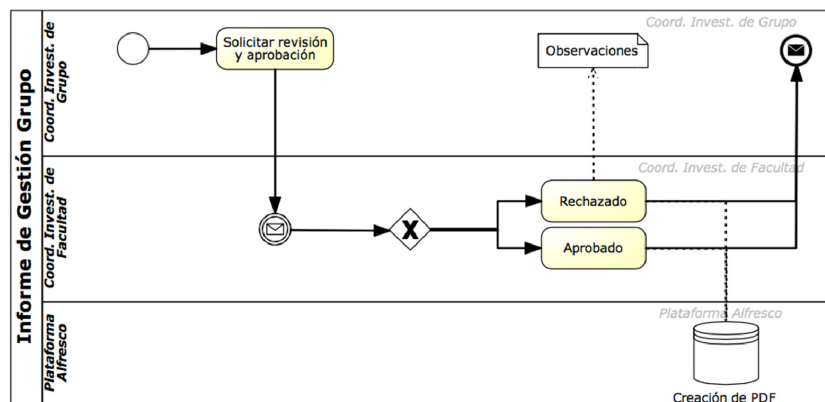 Informe de Gestión Grupo
Coord. Invest. de
Grupo
Coord. Invest. de Grupo
Solicitar revisión
y aprobación
Observaciones
Coord. Invest. de
Facultad
Coord. Invest. de Facultad
X
Rechazado
Aprobado
Plataforma
Alfresco
Plataforma Alfresco
Creación de PDF